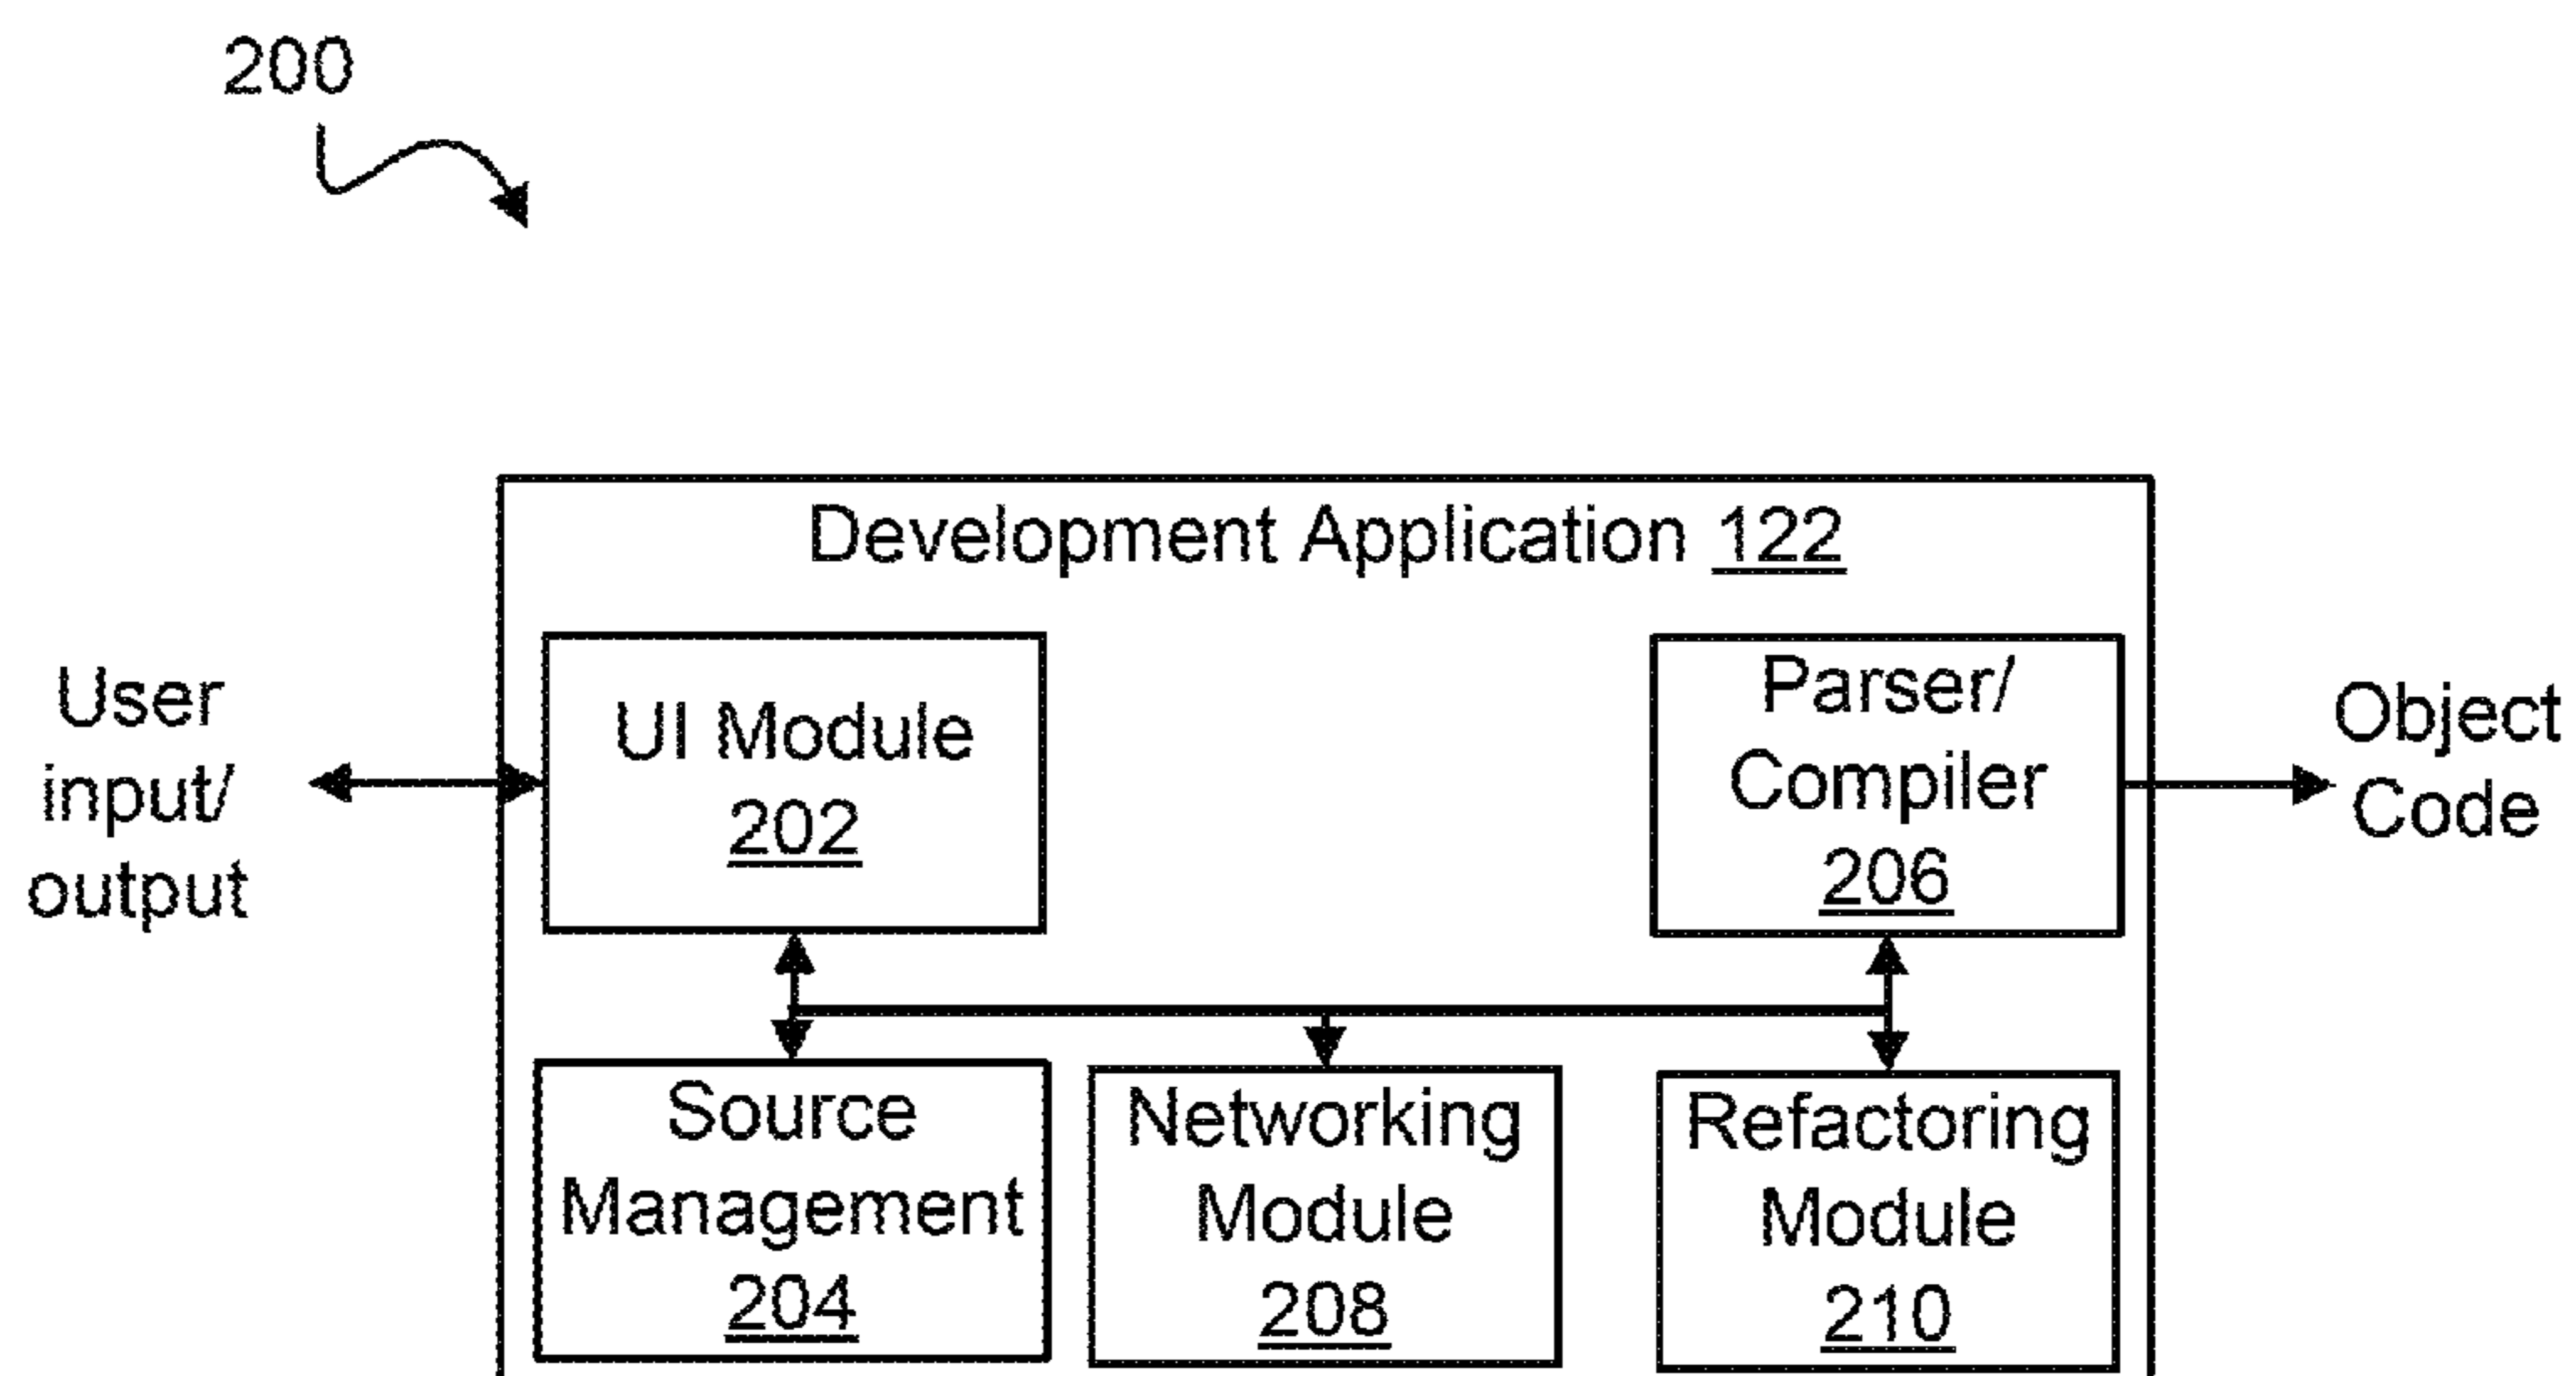 200
Development Application 122
User
input/
output
UI Module
202
Parser/
Compiler
206
Object
Code
Source
Management
204
Networking
Module
208
Refactoring
Module
210